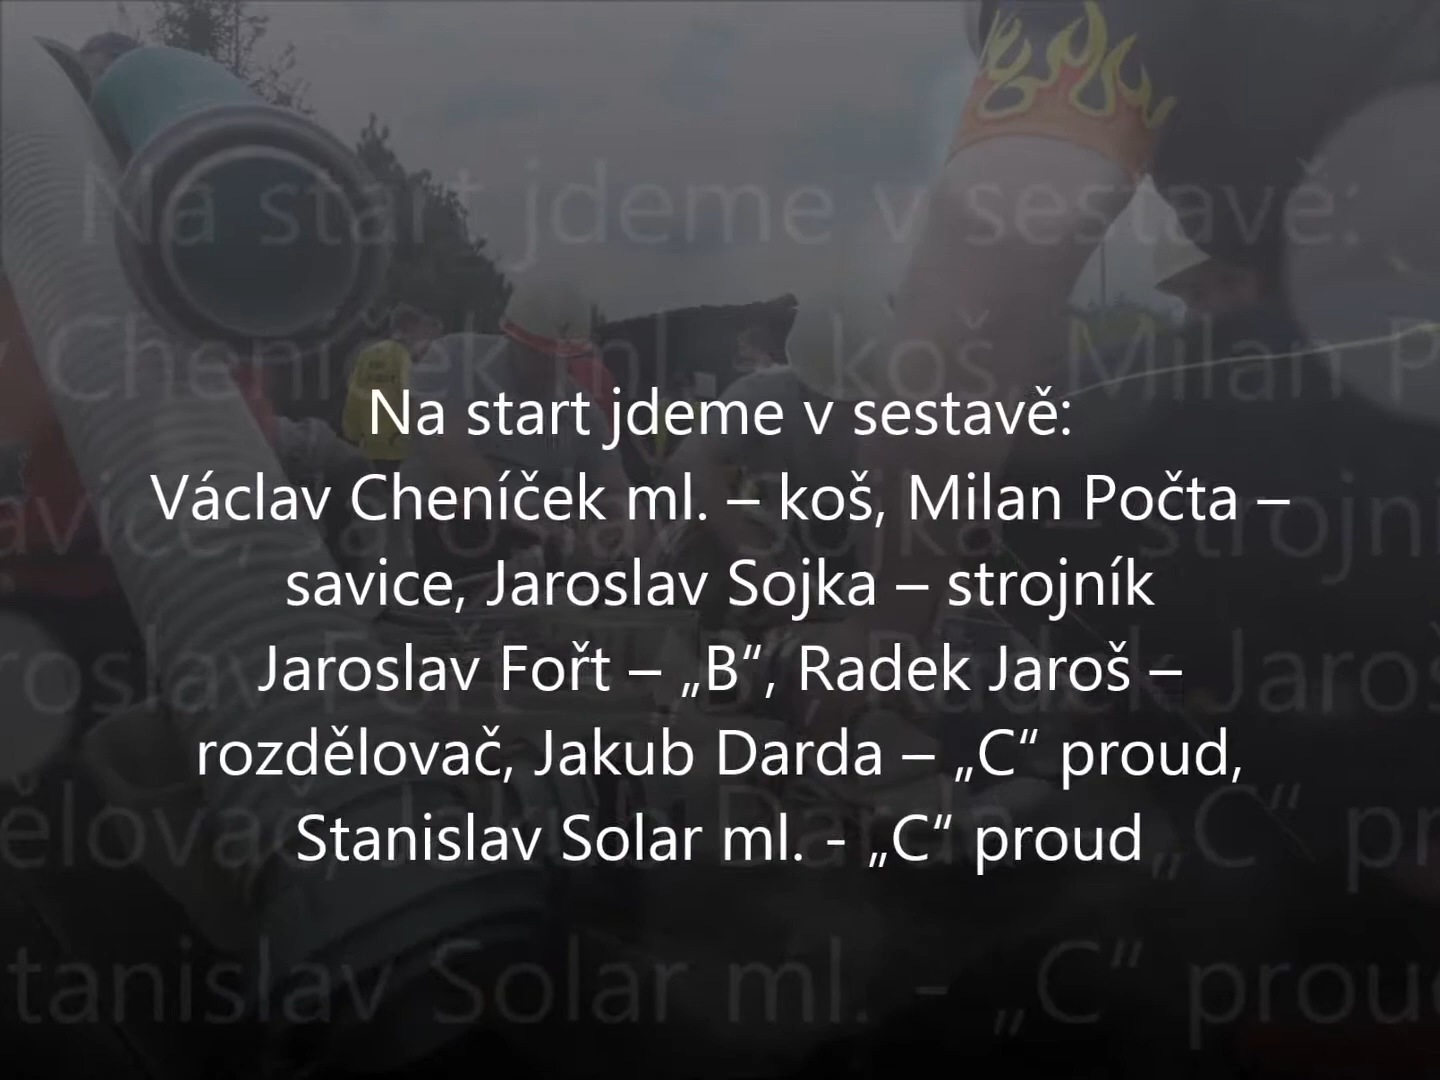 Na start jdeme v sestavě:
Václav Cheníček ml. – koš, Milan Počta –
savice, Jaroslav Sojka – strojník
Jaroslav Fořt – „B“, Radek Jaroš –
rozdělovač, Jakub Darda – „C“ proud,
Stanislav Solar ml. - „C“ proud